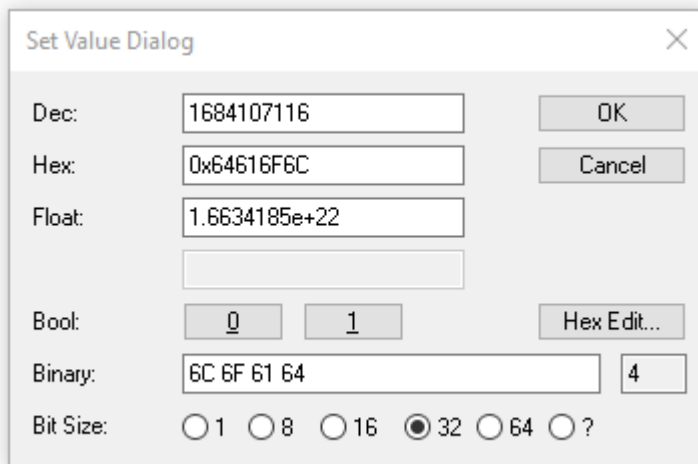 Set Value Dialog
Dec: 1684107116 OK
Hex: 0x64616F6C Cancel
Float: 1.6634185e+22
Bool: 0 1 Hex Edit...
Binary: 6C 6F 61 64 4
Bit Size: 1 8 16 32 64 ?